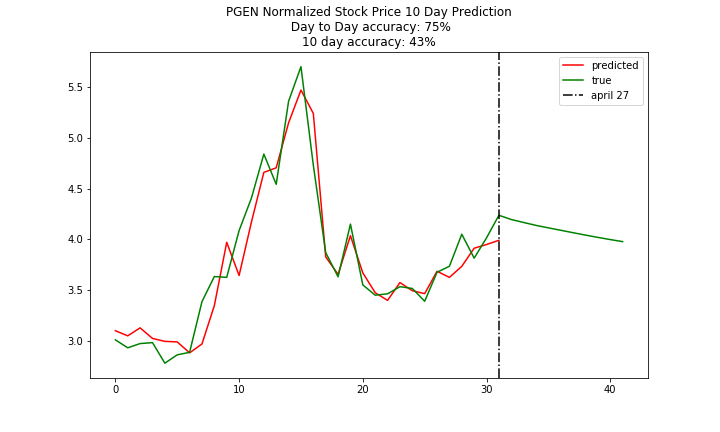 PGEN Normalized Stock Price 10 Day Prediction
Day to Day accuracy: 75%
10 day accuracy: 43%
predicted
true
april 27
5.5
5.0
4.5
4.0
3.5
3.0
0
10
20
30
40